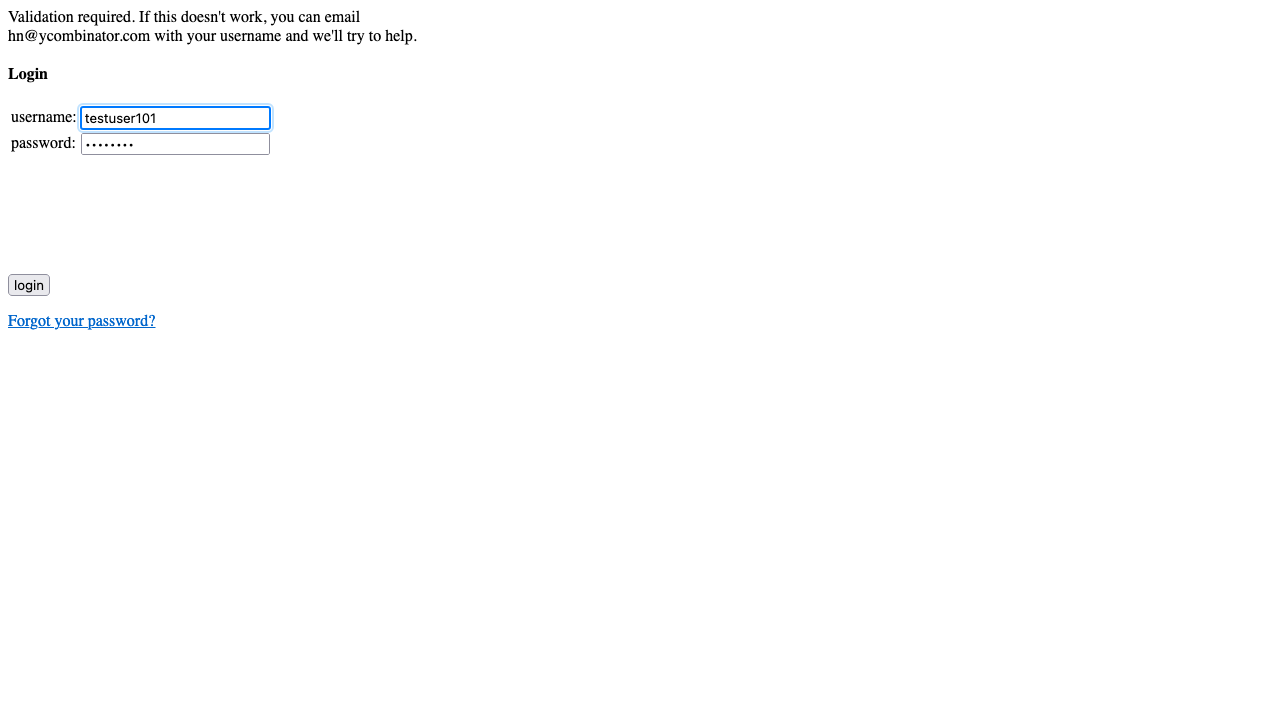 Validation required. If this doesn't work, you can email
hn@ycombinator.com with your username and we'll try to help.
Login
username: testuser101
password: ••••••••
login
Forgot your password?